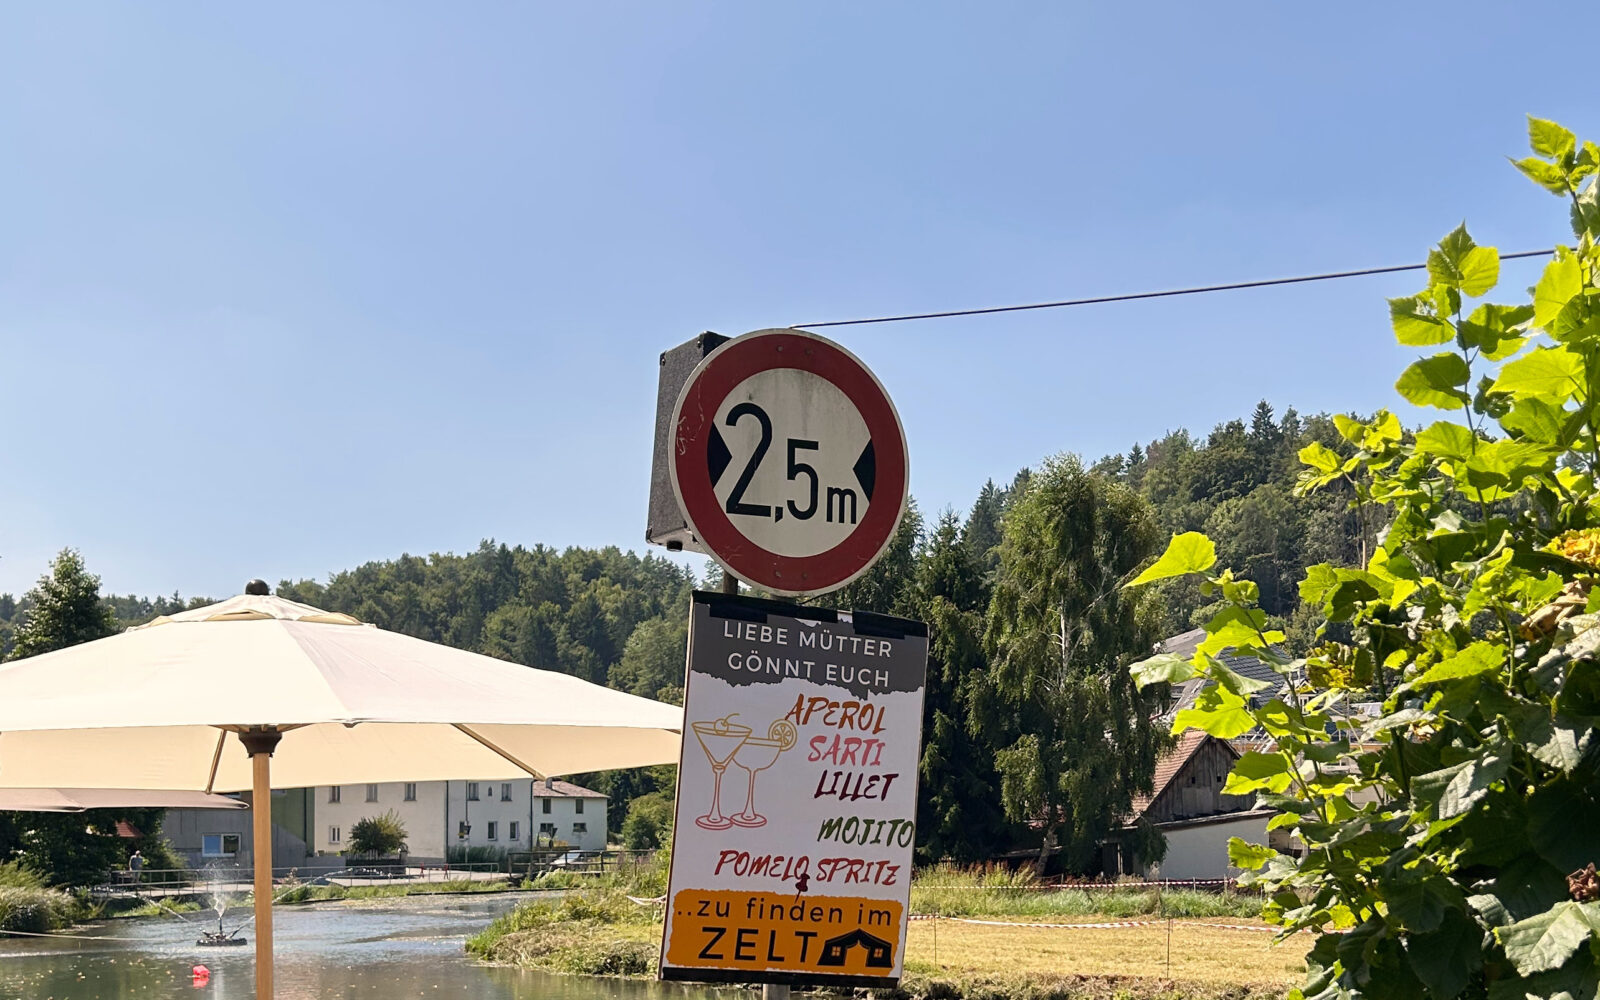 2,5m
LIEBE MÜTTER
GÖNNT EUCH
APEROL
SARTI
LILLET
MOJITO
POMELO SPRITZ
..zu finden im
ZELT